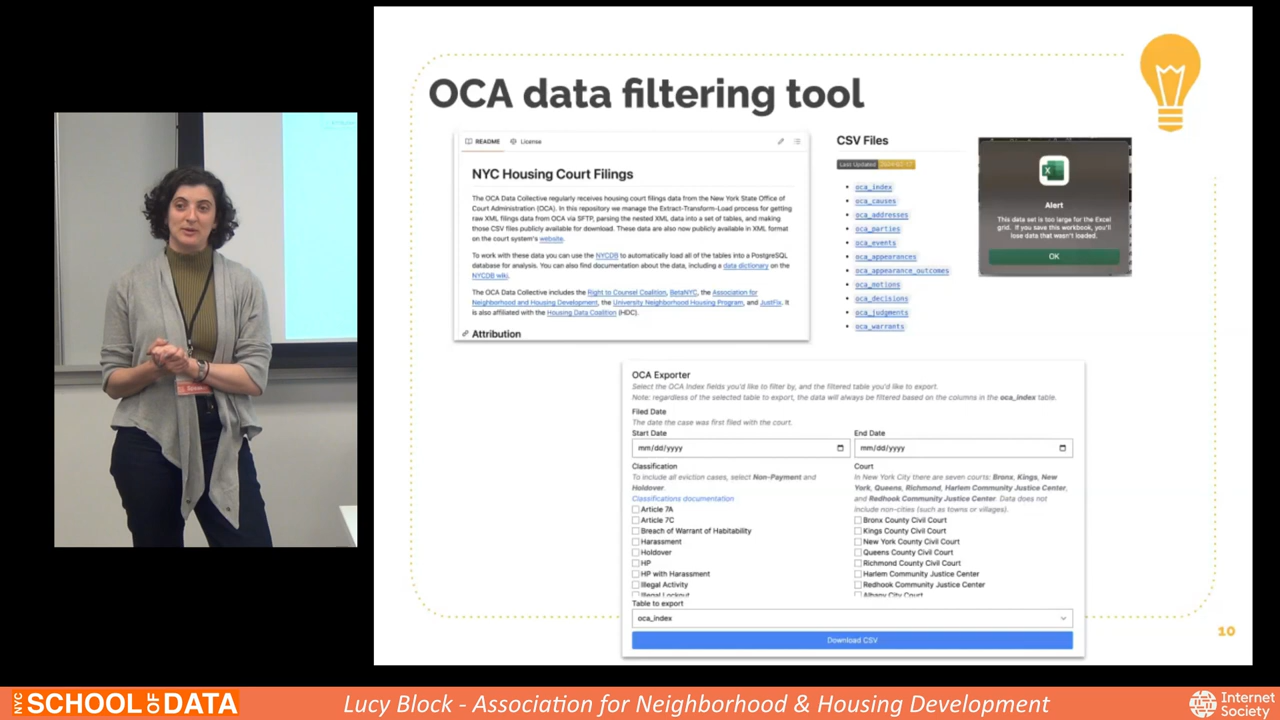 OCA data filtering tool
README
License
NYC Housing Court Filings
The OCA Data Collective regularly receives housing court filings data from the New York State Office of
Court Administration (OCA). In this repository we manage the Extract-Transform-Load process for getting
raw XML filings data from OCA via SFTP, parsing the nested XML data into a set of tables, and making
those CSV files publicly available for download. These data are also now publicly available in XML format
on the court system's website.
To work with these data you can use the NYCDB to automatically load all of the tables into a PostgreSQL
database for analysis. You can also find documentation about the data, including a data dictionary on the
NYCDB wiki.
The OCA Data Collective includes the Right to Counsel Coalition, BetaNYC, the Association for
Neighborhood and Housing Development, the University Neighborhood Housing Program, and JustFix. It
is also affiliated with the Housing Data Coalition (HDC).
Attribution
CSV Files
Last Updated
oca_index
oca_causes
oca_addresses
oca_parties
oca_events
oca_appearances
oca_appearance_outcomes
oca_motions
oca_decisions
oca_judgments
oca_warrants
Alert
This data set is too large for the Excel
grid. If you save this workbook, you'll
lose data that wasn't loaded.
OK
OCA Exporter
Select the OCA Index fields you'd like to filter by, and the filtered table you'd like to export.
Note: regardless of the selected table to export, the data will always be filtered based on the columns in the oca_index table.
Filed Date
The date the case was first filed with the court.
Start Date
mm/dd/yyyy
End Date
mm/dd/yyyy
Classification
To include all eviction cases, select Non-Payment and
Holdover.
Classifications documentation
Article 7A
Article 7C
Breach of Warrant of Habitability
Harassment
Holdover
HP
HP with Harassment
Illegal Activity
Illegal Lockout
Court
In New York City there are seven courts: Bronx, Kings, New
York, Queens, Richmond, Harlem Community Justice Center,
and Redhook Community Justice Center. Data does not
include non-cities (such as towns or villages).
Bronx County Civil Court
Kings County Civil Court
New York County Civil Court
Queens County Civil Court
Richmond County Civil Court
Harlem Community Justice Center
Redhook Community Justice Center
Albany City Court
Table to export
oca_index
Download CSV
10
NYC SCHOOL OF DATA
Lucy Block - Association for Neighborhood & Housing Development
Internet
Society